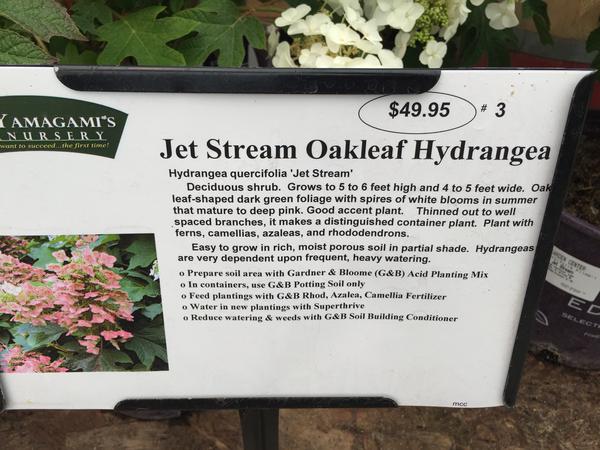 YAMAGAMI'S
NURSERY
want to succeed...the first time!
$49.95 # 3
Jet Stream Oakleaf Hydrangea
Hydrangea quercifolia 'Jet Stream'
Deciduous shrub. Grows to 5 to 6 feet high and 4 to 5 feet wide. Oak
leaf-shaped dark green foliage with spires of white blooms in summer
that mature to deep pink. Good accent plant. Thinned out to well
spaced branches, it makes a distinguished container plant. Plant with
ferns, camellias, azaleas, and rhododendrons.
Easy to grow in rich, moist porous soil in partial shade. Hydrangeas
are very dependent upon frequent, heavy watering.
o Prepare soil area with Gardner & Bloome (G&B) Acid Planting Mix
o In containers, use G&B Potting Soil only
o Feed plantings with G&B Rhod, Azalea, Camellia Fertilizer
o Water in new plantings with Superthrive
o Reduce watering & weeds with G&B Soil Building Conditioner
mcc
CENTER
ED
SELECT